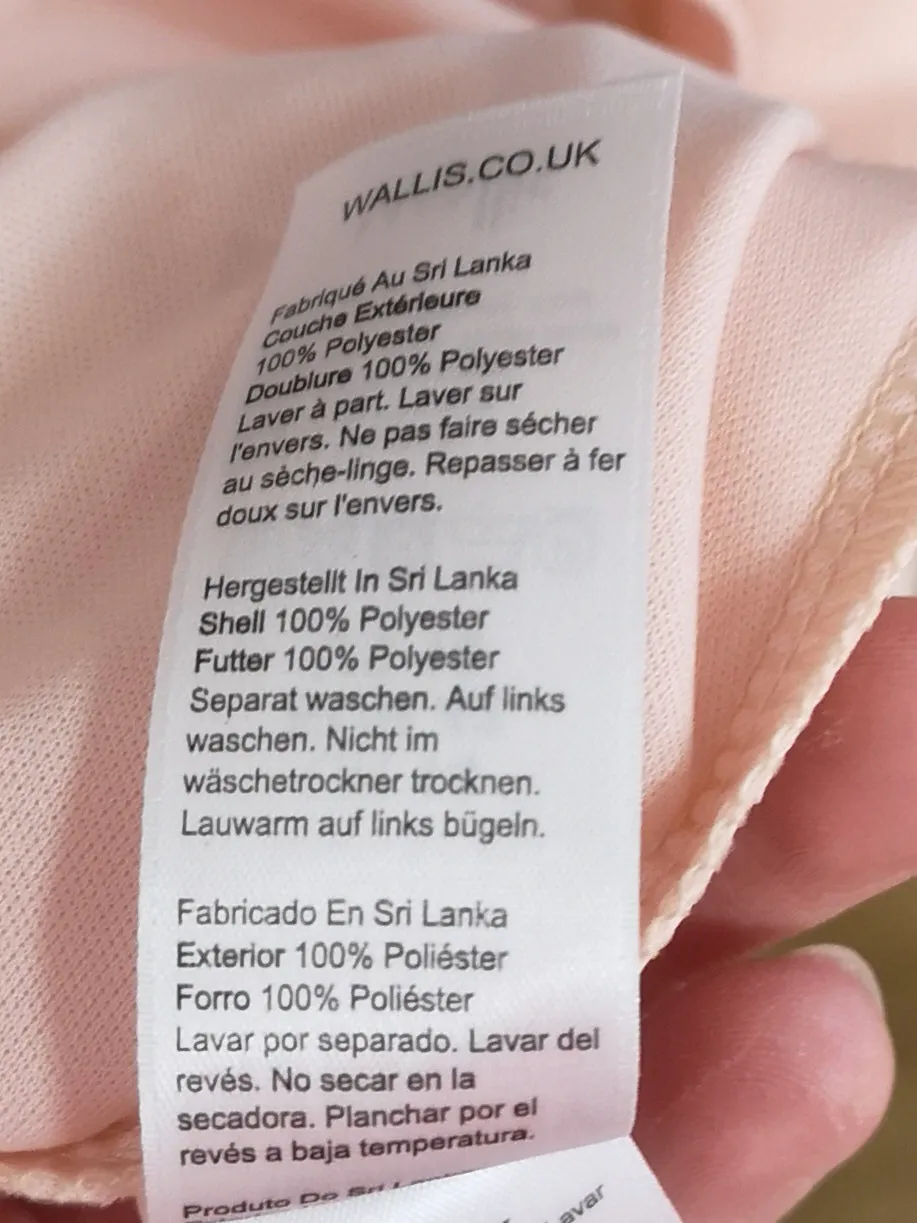 WALLIS.CO.UK
Fabriqué Au Sri Lanka
Couche Extérieure
100% Polyester
Doublure 100% Polyester
Laver à part. Laver sur
l'envers. Ne pas faire sécher
au sèche-linge. Repasser à fer
doux sur l'envers.
Hergestellt In Sri Lanka
Shell 100% Polyester
Futter 100% Polyester
Separat waschen. Auf links
waschen. Nicht im
wäschetrockner trocknen.
Lauwarm auf links bügeln.
Fabricado En Sri Lanka
Exterior 100% Poliéster
Forro 100% Poliéster
Lavar por separado. Lavar del
revés. No secar en la
secadora. Planchar por el
revés a baja temperatura.
Produto Do Sri